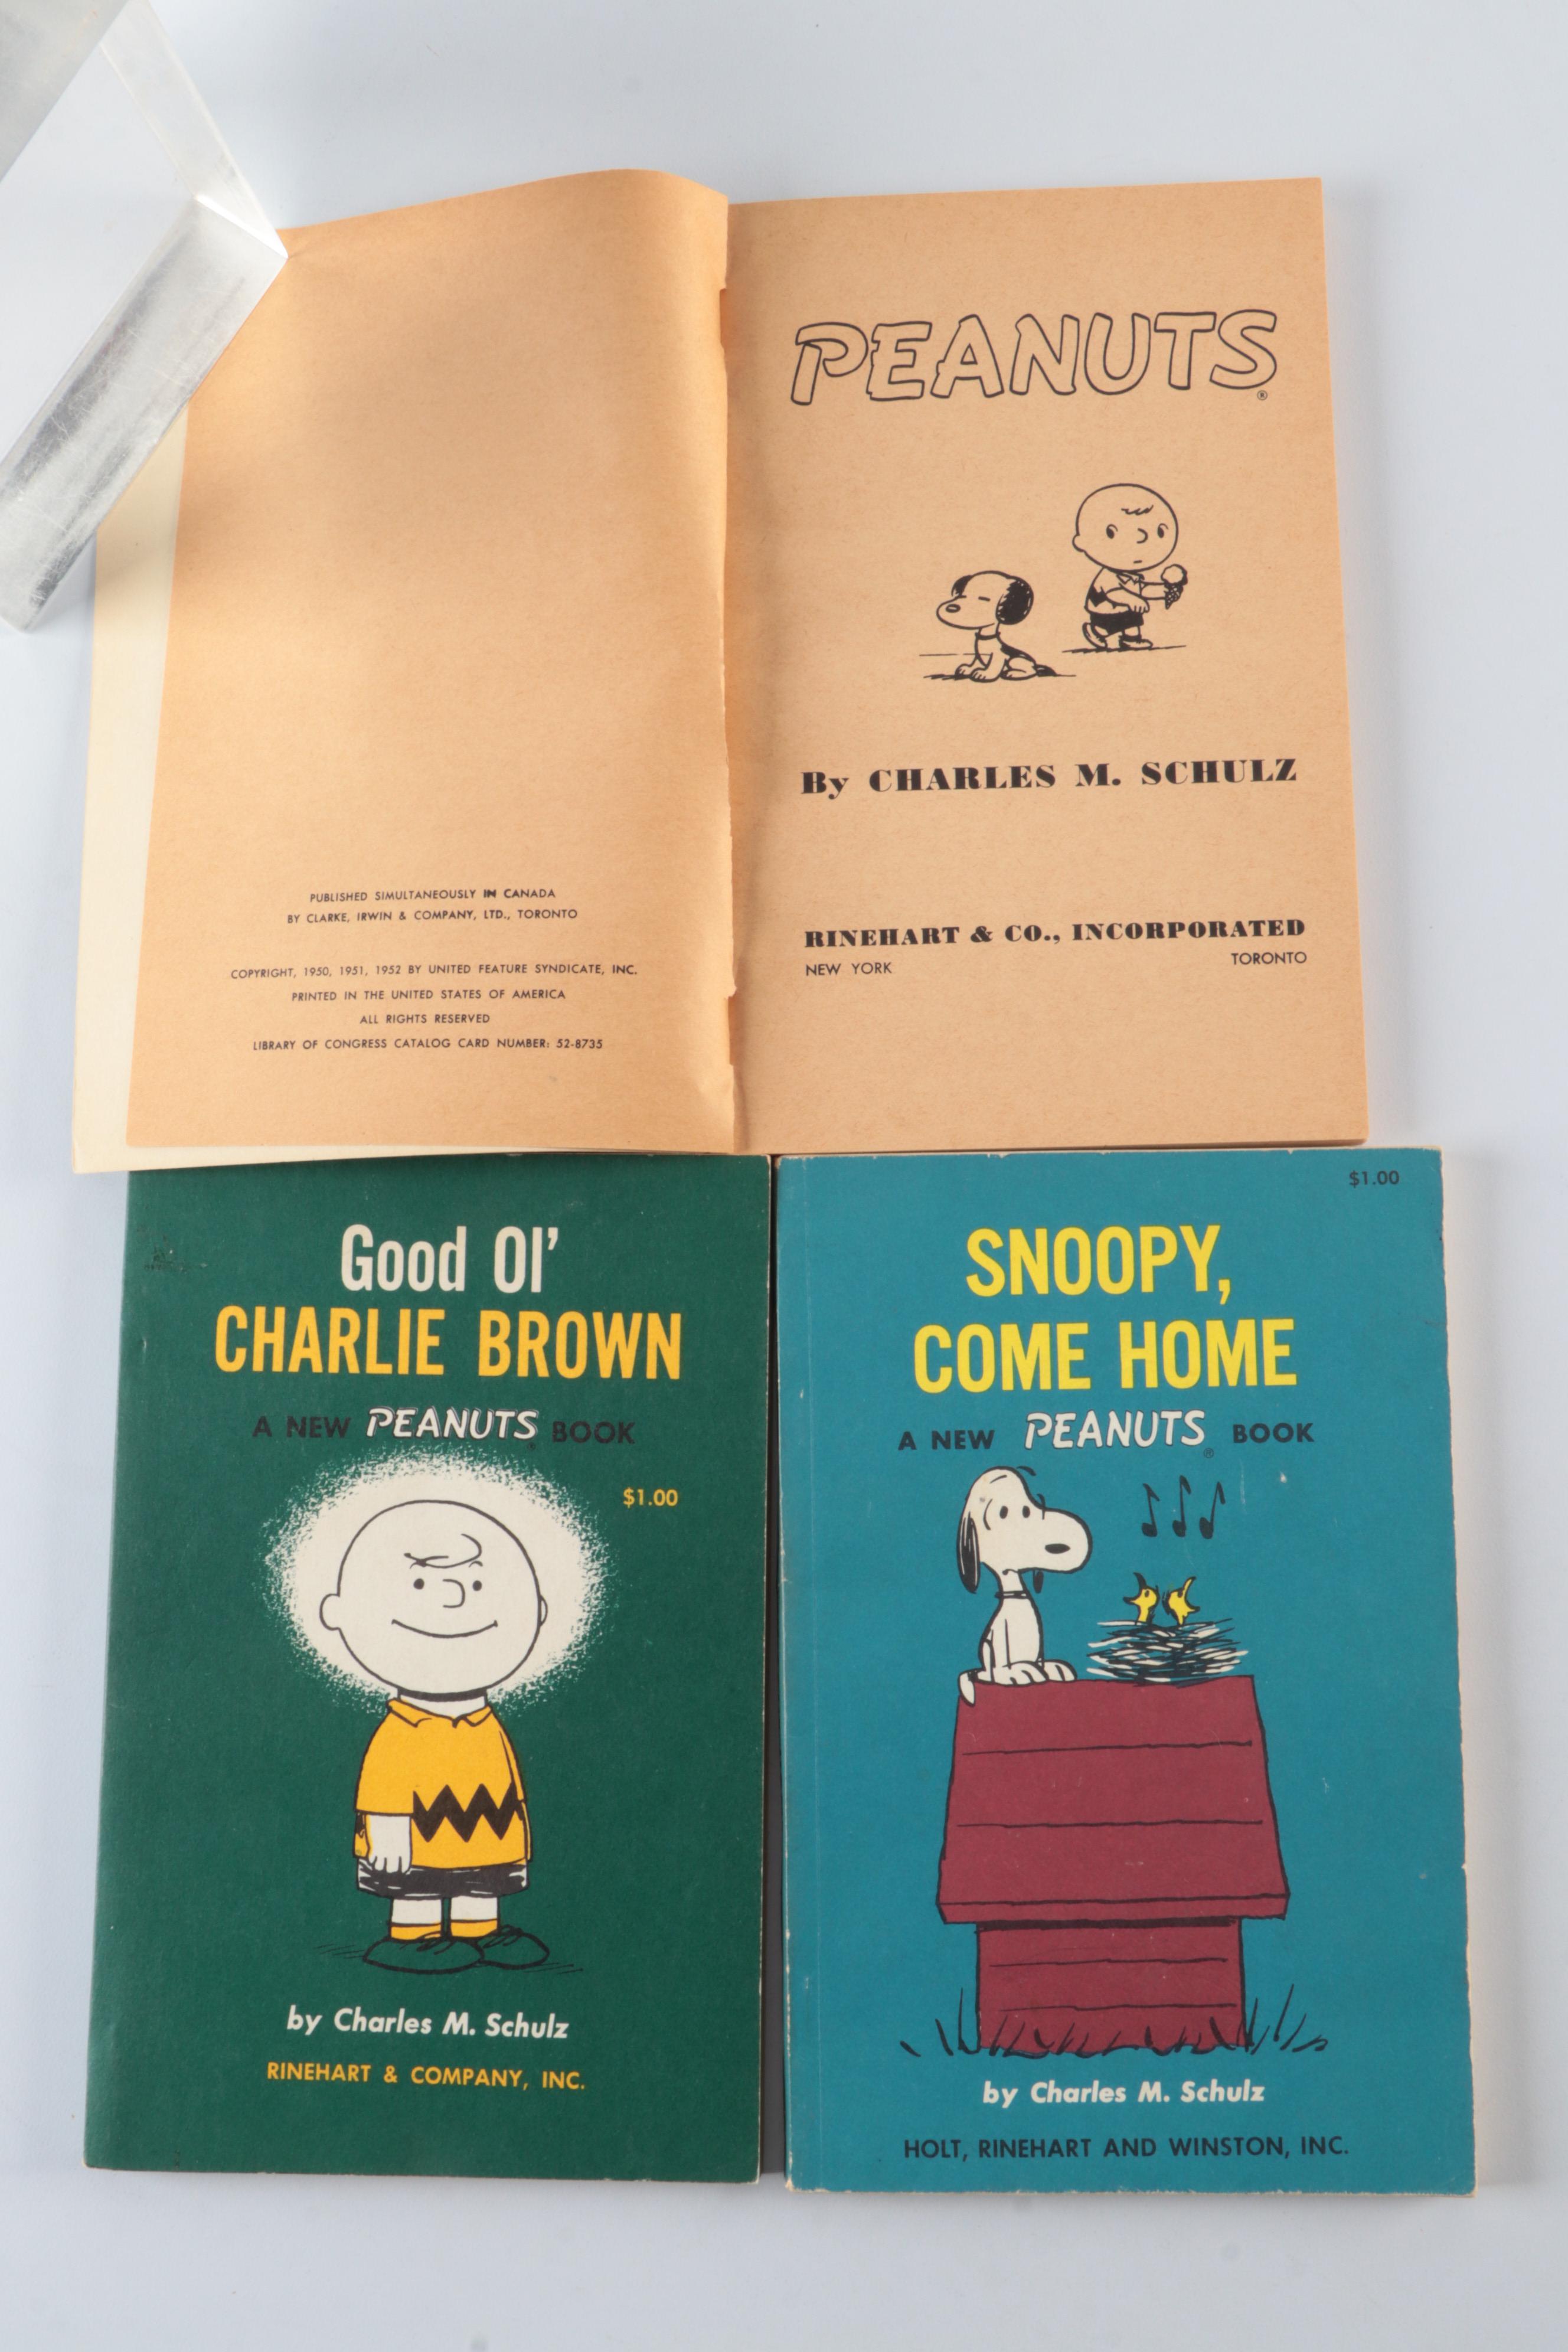 PUBLISHED SIMULTANEOUSLY IN CANADA
BY CLARKE, IRWIN & COMPANY, LTD., TORONTO
COPYRIGHT, 1950, 1951, 1952 BY UNITED FEATURE SYNDICATE, INC.
PRINTED IN THE UNITED STATES OF AMERICA
ALL RIGHTS RESERVED
LIBRARY OF CONGRESS CATALOG CARD NUMBER: 52-8735
PEANUTS®
By CHARLES M. SCHULZ
RINEHART & CO., INCORPORATED
NEW YORK TORONTO
Good Ol'
CHARLIE BROWN
A NEW PEANUTS® BOOK
$1.00
by Charles M. Schulz
RINEHART & COMPANY, INC.
$1.00
SNOOPY,
COME HOME
A NEW PEANUTS® BOOK
by Charles M. Schulz
HOLT, RINEHART AND WINSTON, INC.